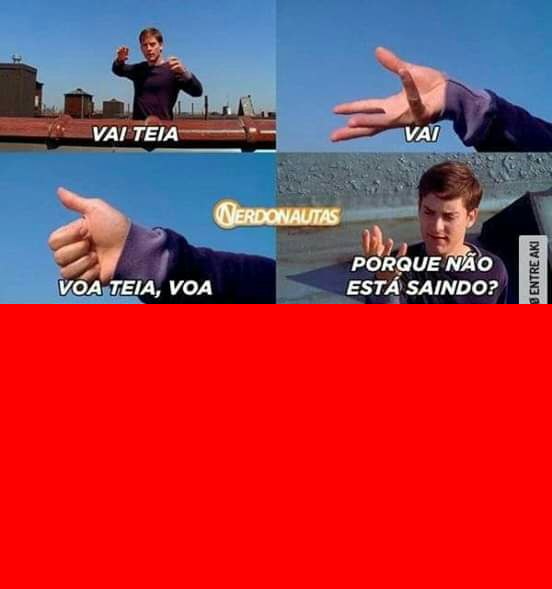 VAI TEIA
VAI
NERDONAUTAS
VOA TEIA, VOA
PORQUE NÃO
ESTÁ SAINDO?
Ø ENTRE AKI